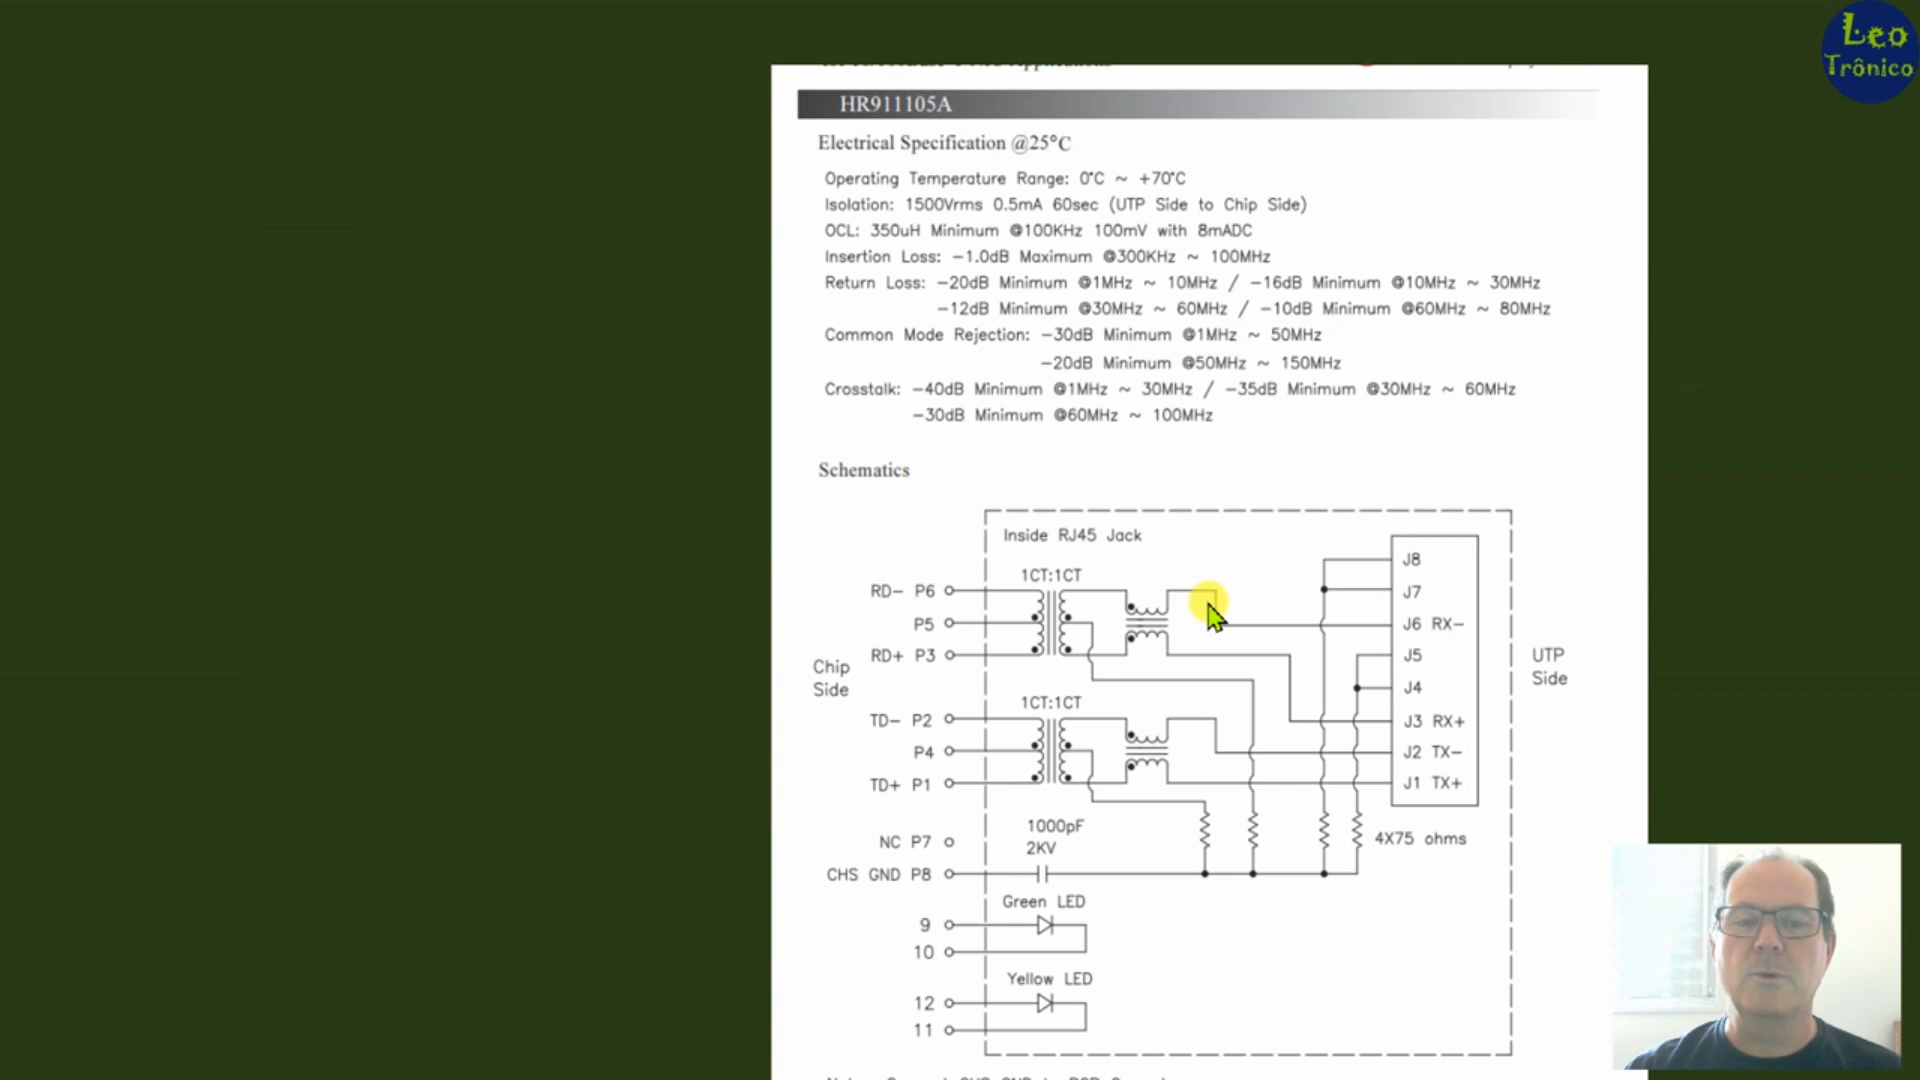 Leo
Trônico
HR911105A
Electrical Specification @25°C
Operating Temperature Range: 0°C ~ +70°C
Isolation: 1500Vrms 0.5mA 60sec (UTP Side to Chip Side)
OCL: 350uH Minimum @100KHz 100mV with 8mADC
Insertion Loss: -1.0dB Maximum @300KHz ~ 100MHz
Return Loss: -20dB Minimum @1MHz ~ 10MHz / -16dB Minimum @10MHz ~ 30MHz
-12dB Minimum @30MHz ~ 60MHz / -10dB Minimum @60MHz ~ 80MHz
Common Mode Rejection: -30dB Minimum @1MHz ~ 50MHz
-20dB Minimum @50MHz ~ 150MHz
Crosstalk: -40dB Minimum @1MHz ~ 30MHz / -35dB Minimum @30MHz ~ 60MHz
-30dB Minimum @60MHz ~ 100MHz
Schematics
Inside RJ45 Jack
1CT:1CT
RD- P6
P5
RD+ P3
Chip
Side
1CT:1CT
TD- P2
P4
TD+ P1
1000pF
2KV
NC P7
CHS GND P8
Green LED
9
10
Yellow LED
12
11
J8
J7
J6 RX-
J5
J4
J3 RX+
J2 TX-
J1 TX+
UTP
Side
4X75 ohms